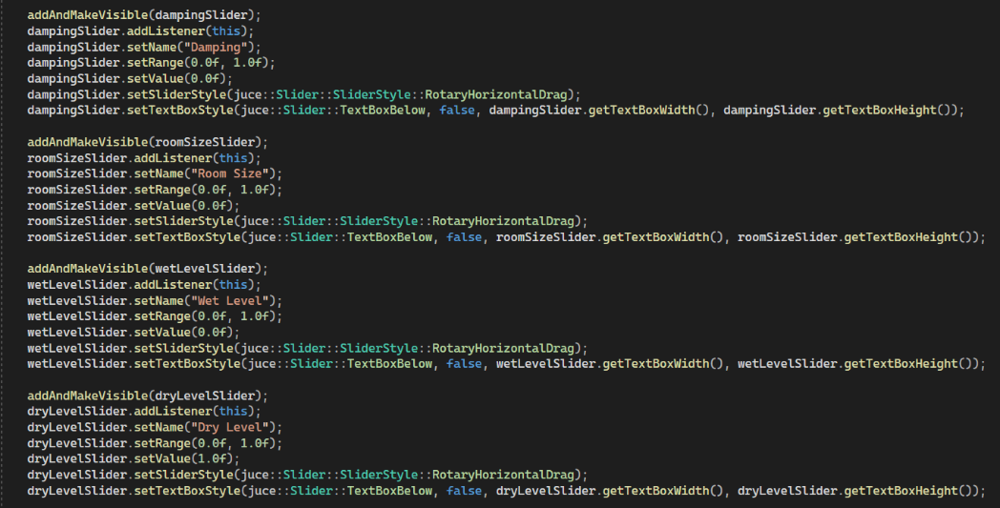 addAndMakeVisible(dampingSlider);
dampingSlider.addListener(this);
dampingSlider.setName("Damping");
dampingSlider.setRange(0.0f, 1.0f);
dampingSlider.setValue(0.0f);
dampingSlider.setSliderStyle(juce::Slider::SliderStyle::RotaryHorizontalDrag);
dampingSlider.setTextBoxStyle(juce::Slider::TextBoxBelow, false, dampingSlider.getTextBoxWidth(), dampingSlider.getTextBoxHeight());
addAndMakeVisible(roomSizeSlider);
roomSizeSlider.addListener(this);
roomSizeSlider.setName("Room Size");
roomSizeSlider.setRange(0.0f, 1.0f);
roomSizeSlider.setValue(0.0f);
roomSizeSlider.setSliderStyle(juce::Slider::SliderStyle::RotaryHorizontalDrag);
roomSizeSlider.setTextBoxStyle(juce::Slider::TextBoxBelow, false, roomSizeSlider.getTextBoxWidth(), roomSizeSlider.getTextBoxHeight());
addAndMakeVisible(wetLevelSlider);
wetLevelSlider.addListener(this);
wetLevelSlider.setName("Wet Level");
wetLevelSlider.setRange(0.0f, 1.0f);
wetLevelSlider.setValue(0.0f);
wetLevelSlider.setSliderStyle(juce::Slider::SliderStyle::RotaryHorizontalDrag);
wetLevelSlider.setTextBoxStyle(juce::Slider::TextBoxBelow, false, wetLevelSlider.getTextBoxWidth(), wetLevelSlider.getTextBoxHeight());
addAndMakeVisible(dryLevelSlider);
dryLevelSlider.addListener(this);
dryLevelSlider.setName("Dry Level");
dryLevelSlider.setRange(0.0f, 1.0f);
dryLevelSlider.setValue(1.0f);
dryLevelSlider.setSliderStyle(juce::Slider::SliderStyle::RotaryHorizontalDrag);
dryLevelSlider.setTextBoxStyle(juce::Slider::TextBoxBelow, false, dryLevelSlider.getTextBoxWidth(), dryLevelSlider.getTextBoxHeight());